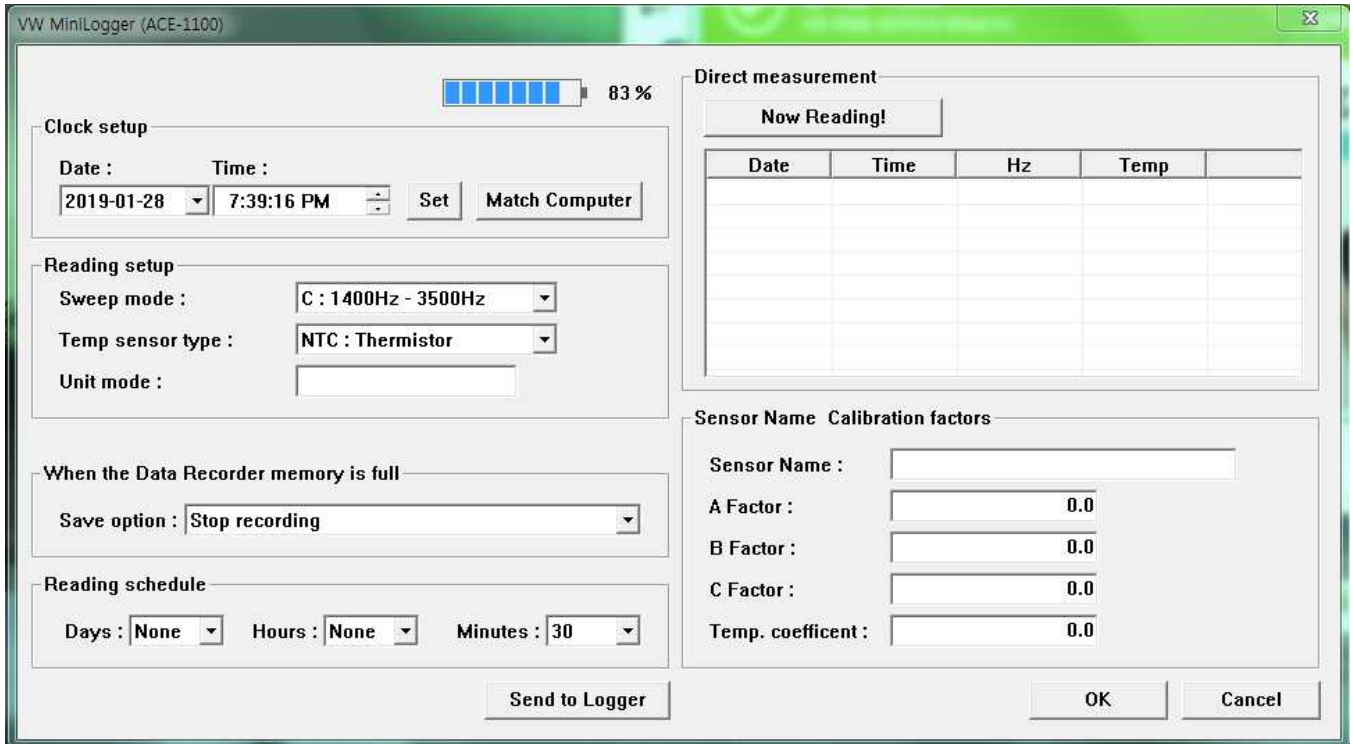 VW MiniLogger (ACE-1100)
83 %
Clock setup
Date : Time :
2019-01-28 7:39:16 PM Set Match Computer
Reading setup
Sweep mode : C : 1400Hz - 3500Hz
Temp sensor type : NTC : Thermistor
Unit mode :
When the Data Recorder memory is full
Save option : Stop recording
Reading schedule
Days : None Hours : None Minutes : 30
Send to Logger
Direct measurement
Now Reading!
Date Time Hz Temp
Sensor Name Calibration factors
Sensor Name :
A Factor : 0.0
B Factor : 0.0
C Factor : 0.0
Temp. coefficent : 0.0
OK Cancel